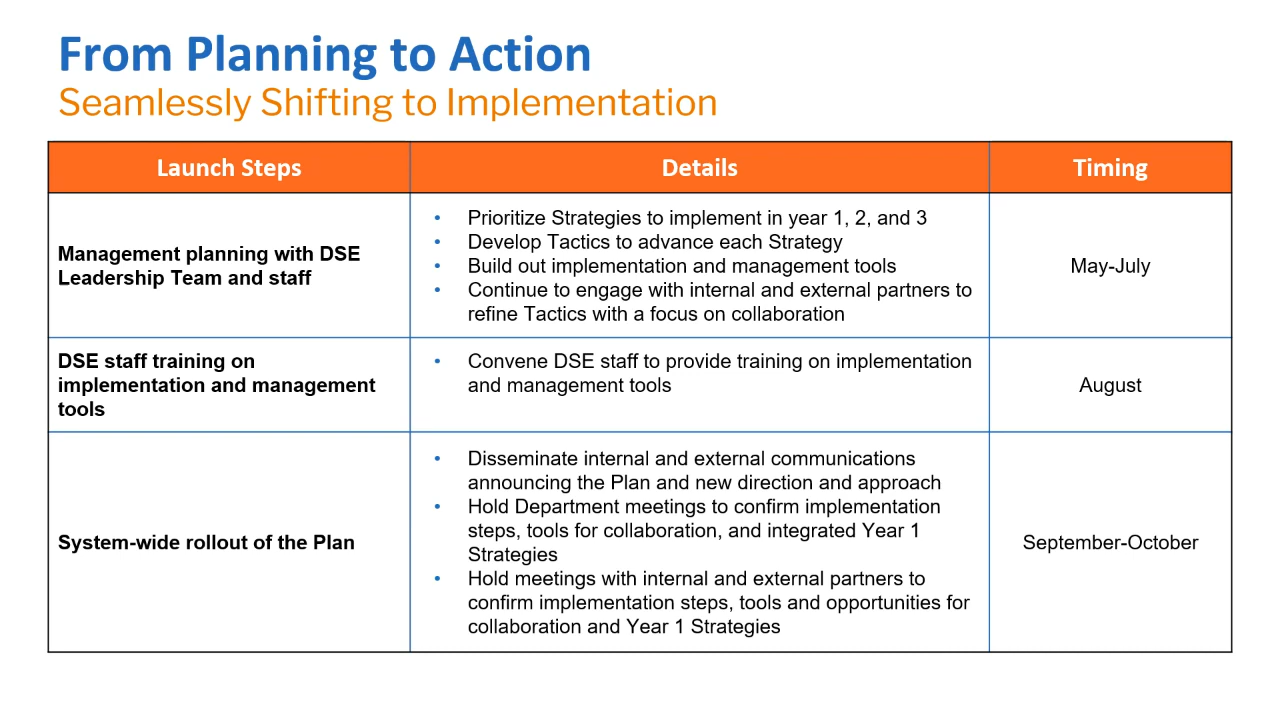 From Planning to Action
Seamlessly Shifting to Implementation
Launch Steps
Details
Timing
Management planning with DSE
Leadership Team and staff
• Prioritize Strategies to implement in year 1, 2, and 3
• Develop Tactics to advance each Strategy
• Build out implementation and management tools
• Continue to engage with internal and external partners to
refine Tactics with a focus on collaboration
May-July
DSE staff training on
implementation and management
tools
• Convene DSE staff to provide training on implementation
and management tools
August
System-wide rollout of the Plan
• Disseminate internal and external communications
announcing the Plan and new direction and approach
• Hold Department meetings to confirm implementation
steps, tools for collaboration, and integrated Year 1
Strategies
• Hold meetings with internal and external partners to
confirm implementation steps, tools and opportunities for
collaboration and Year 1 Strategies
September-October